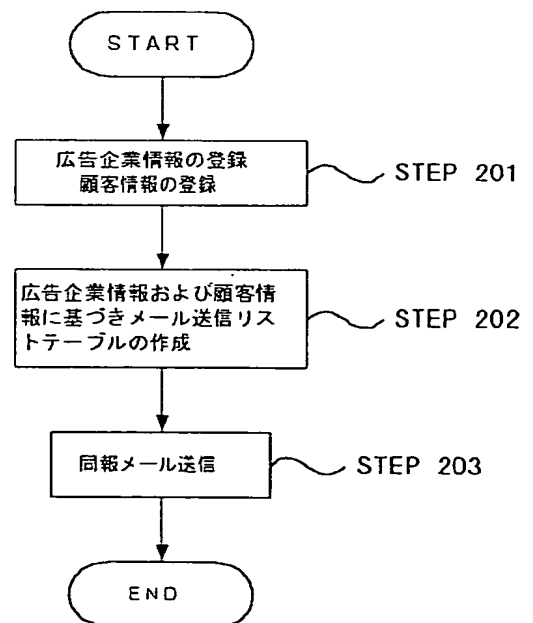 START
広告企業情報の登録
顧客情報の登録
STEP 201
広告企業情報および顧客情
報に基づきメール送信リス
トテーブルの作成
STEP 202
同報メール送信
STEP 203
END